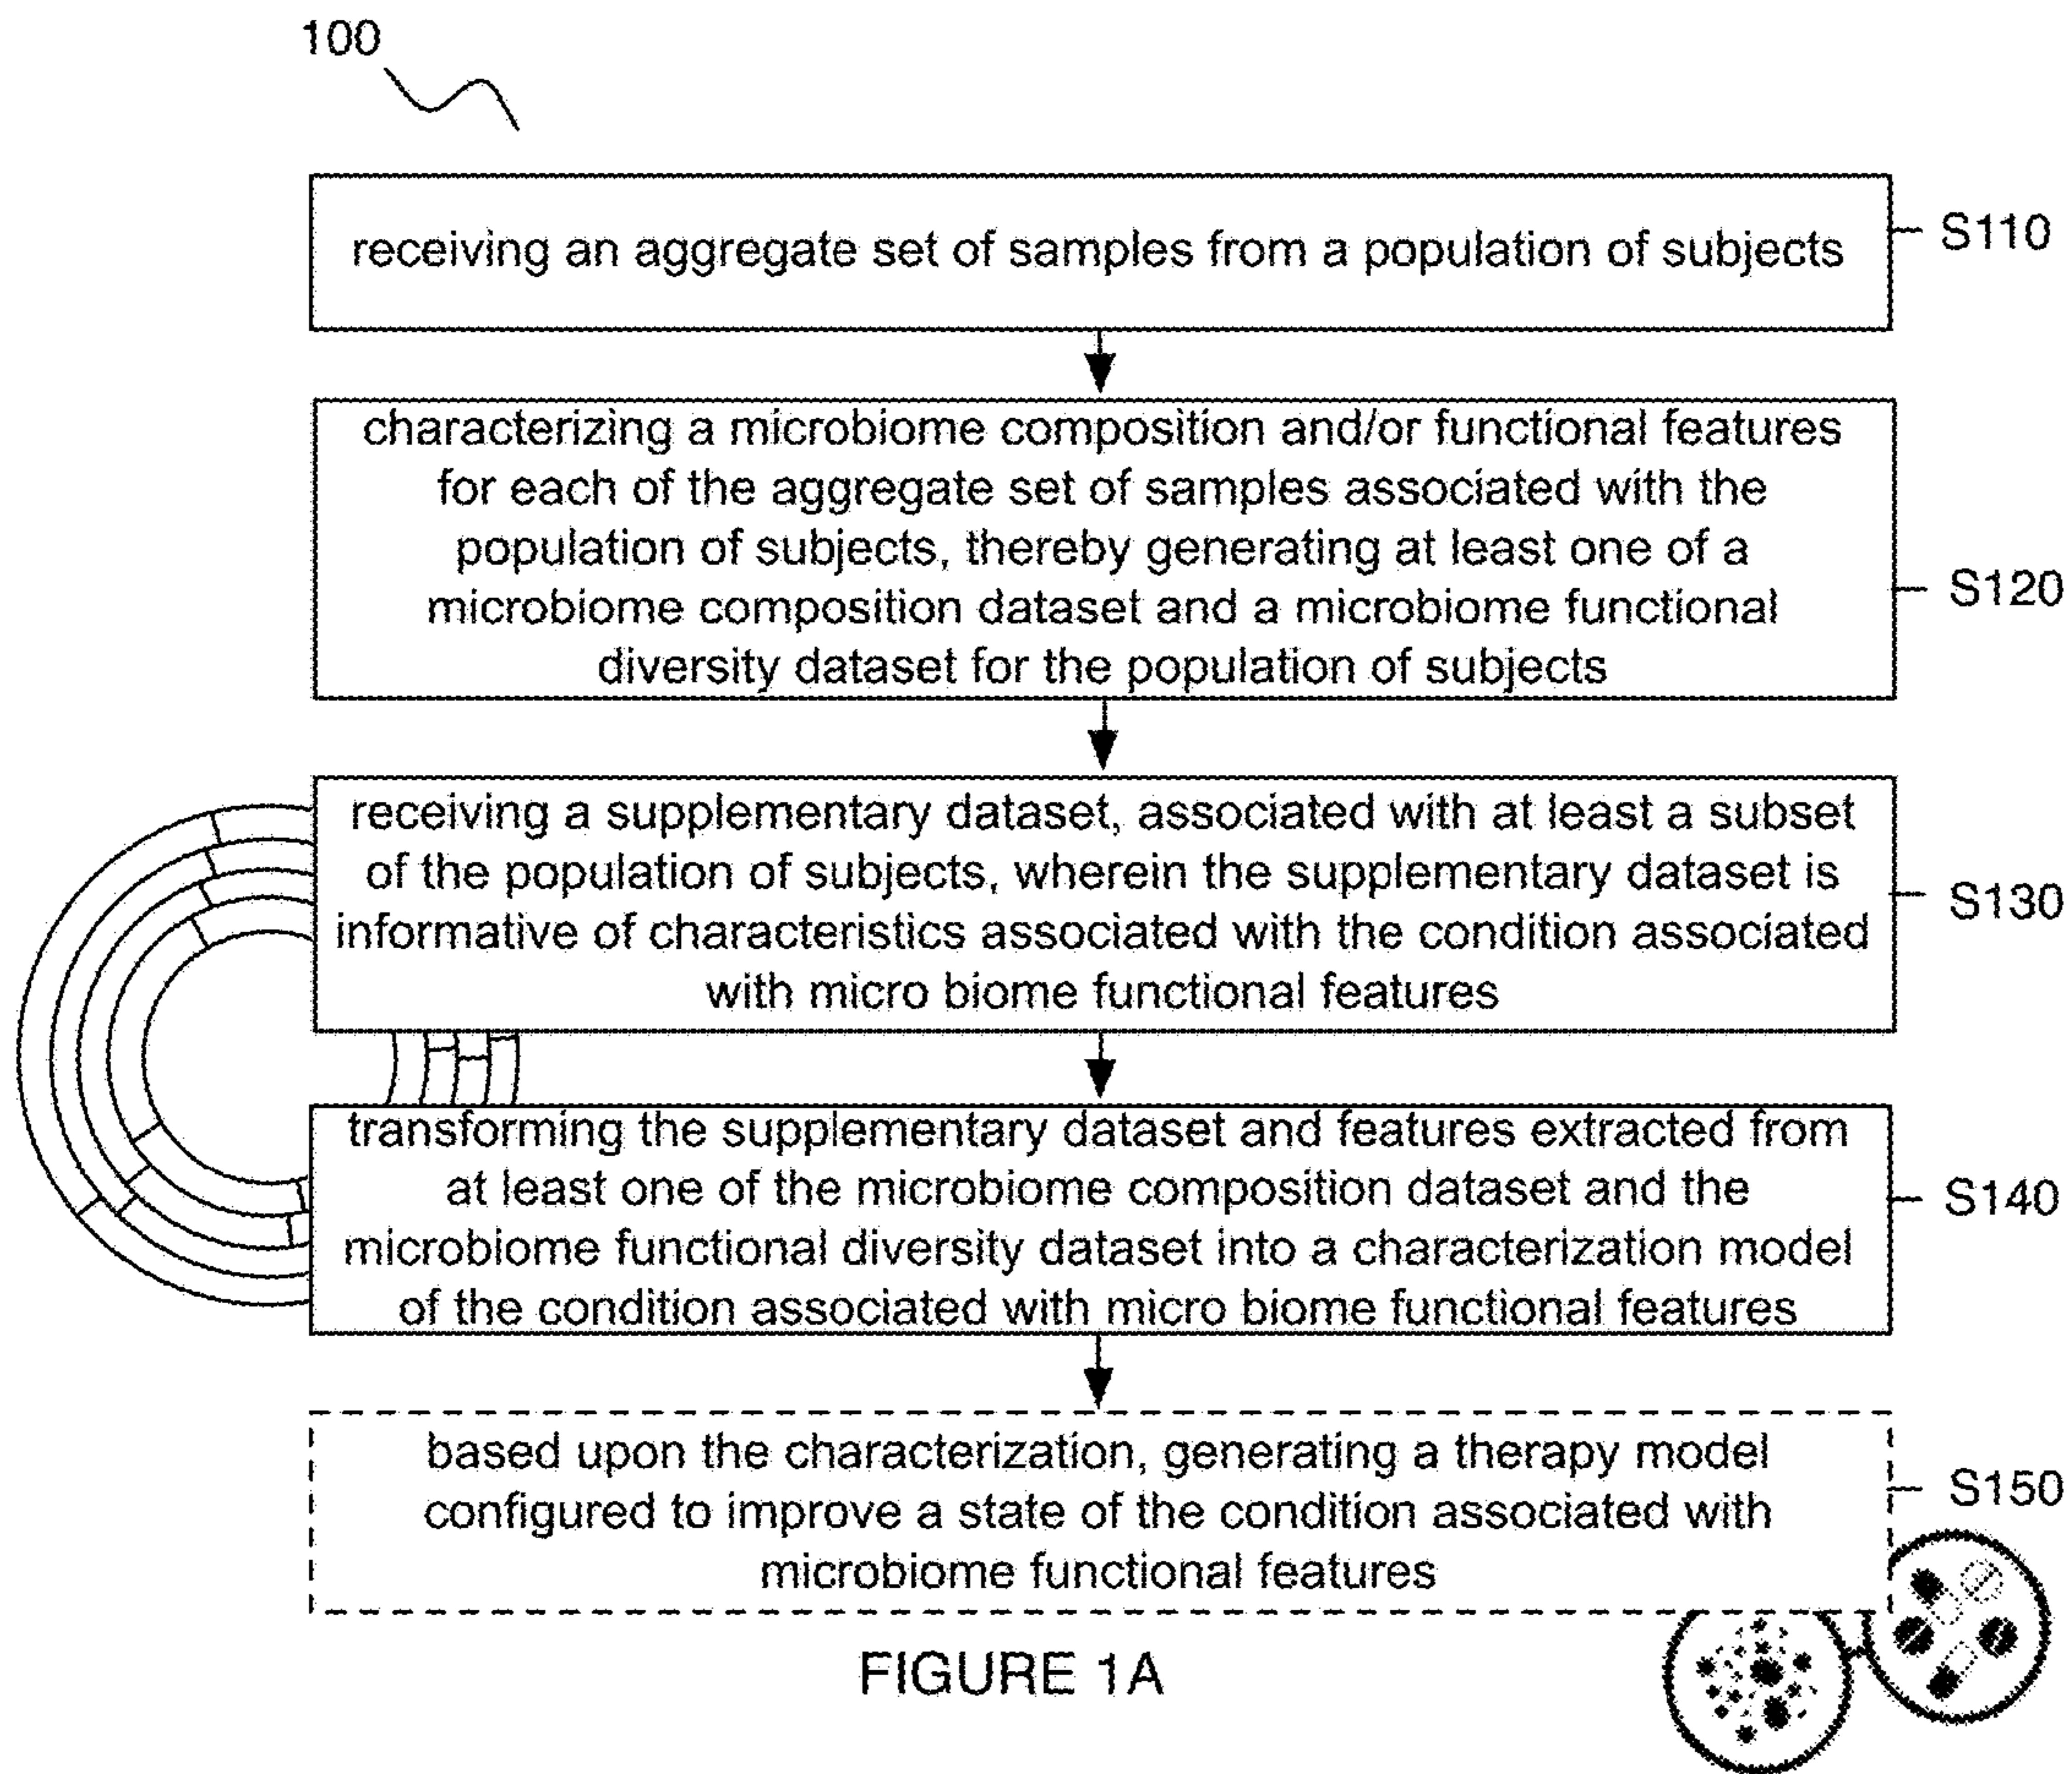 100
receiving an aggregate set of samples from a population of subjects
S110
characterizing a microbiome composition and/or functional features
for each of the aggregate set of samples associated with the
population of subjects, thereby generating at least one of a
microbiome composition dataset and a microbiome functional
diversity dataset for the population of subjects
S120
receiving a supplementary dataset, associated with at least a subset
of the population of subjects, wherein the supplementary dataset is
informative of characteristics associated with the condition associated
with micro biome functional features
S130
transforming the supplementary dataset and features extracted from
at least one of the microbiome composition dataset and the
microbiome functional diversity dataset into a characterization model
of the condition associated with micro biome functional features
S140
based upon the characterization, generating a therapy model
configured to improve a state of the condition associated with
microbiome functional features
S150
FIGURE 1A